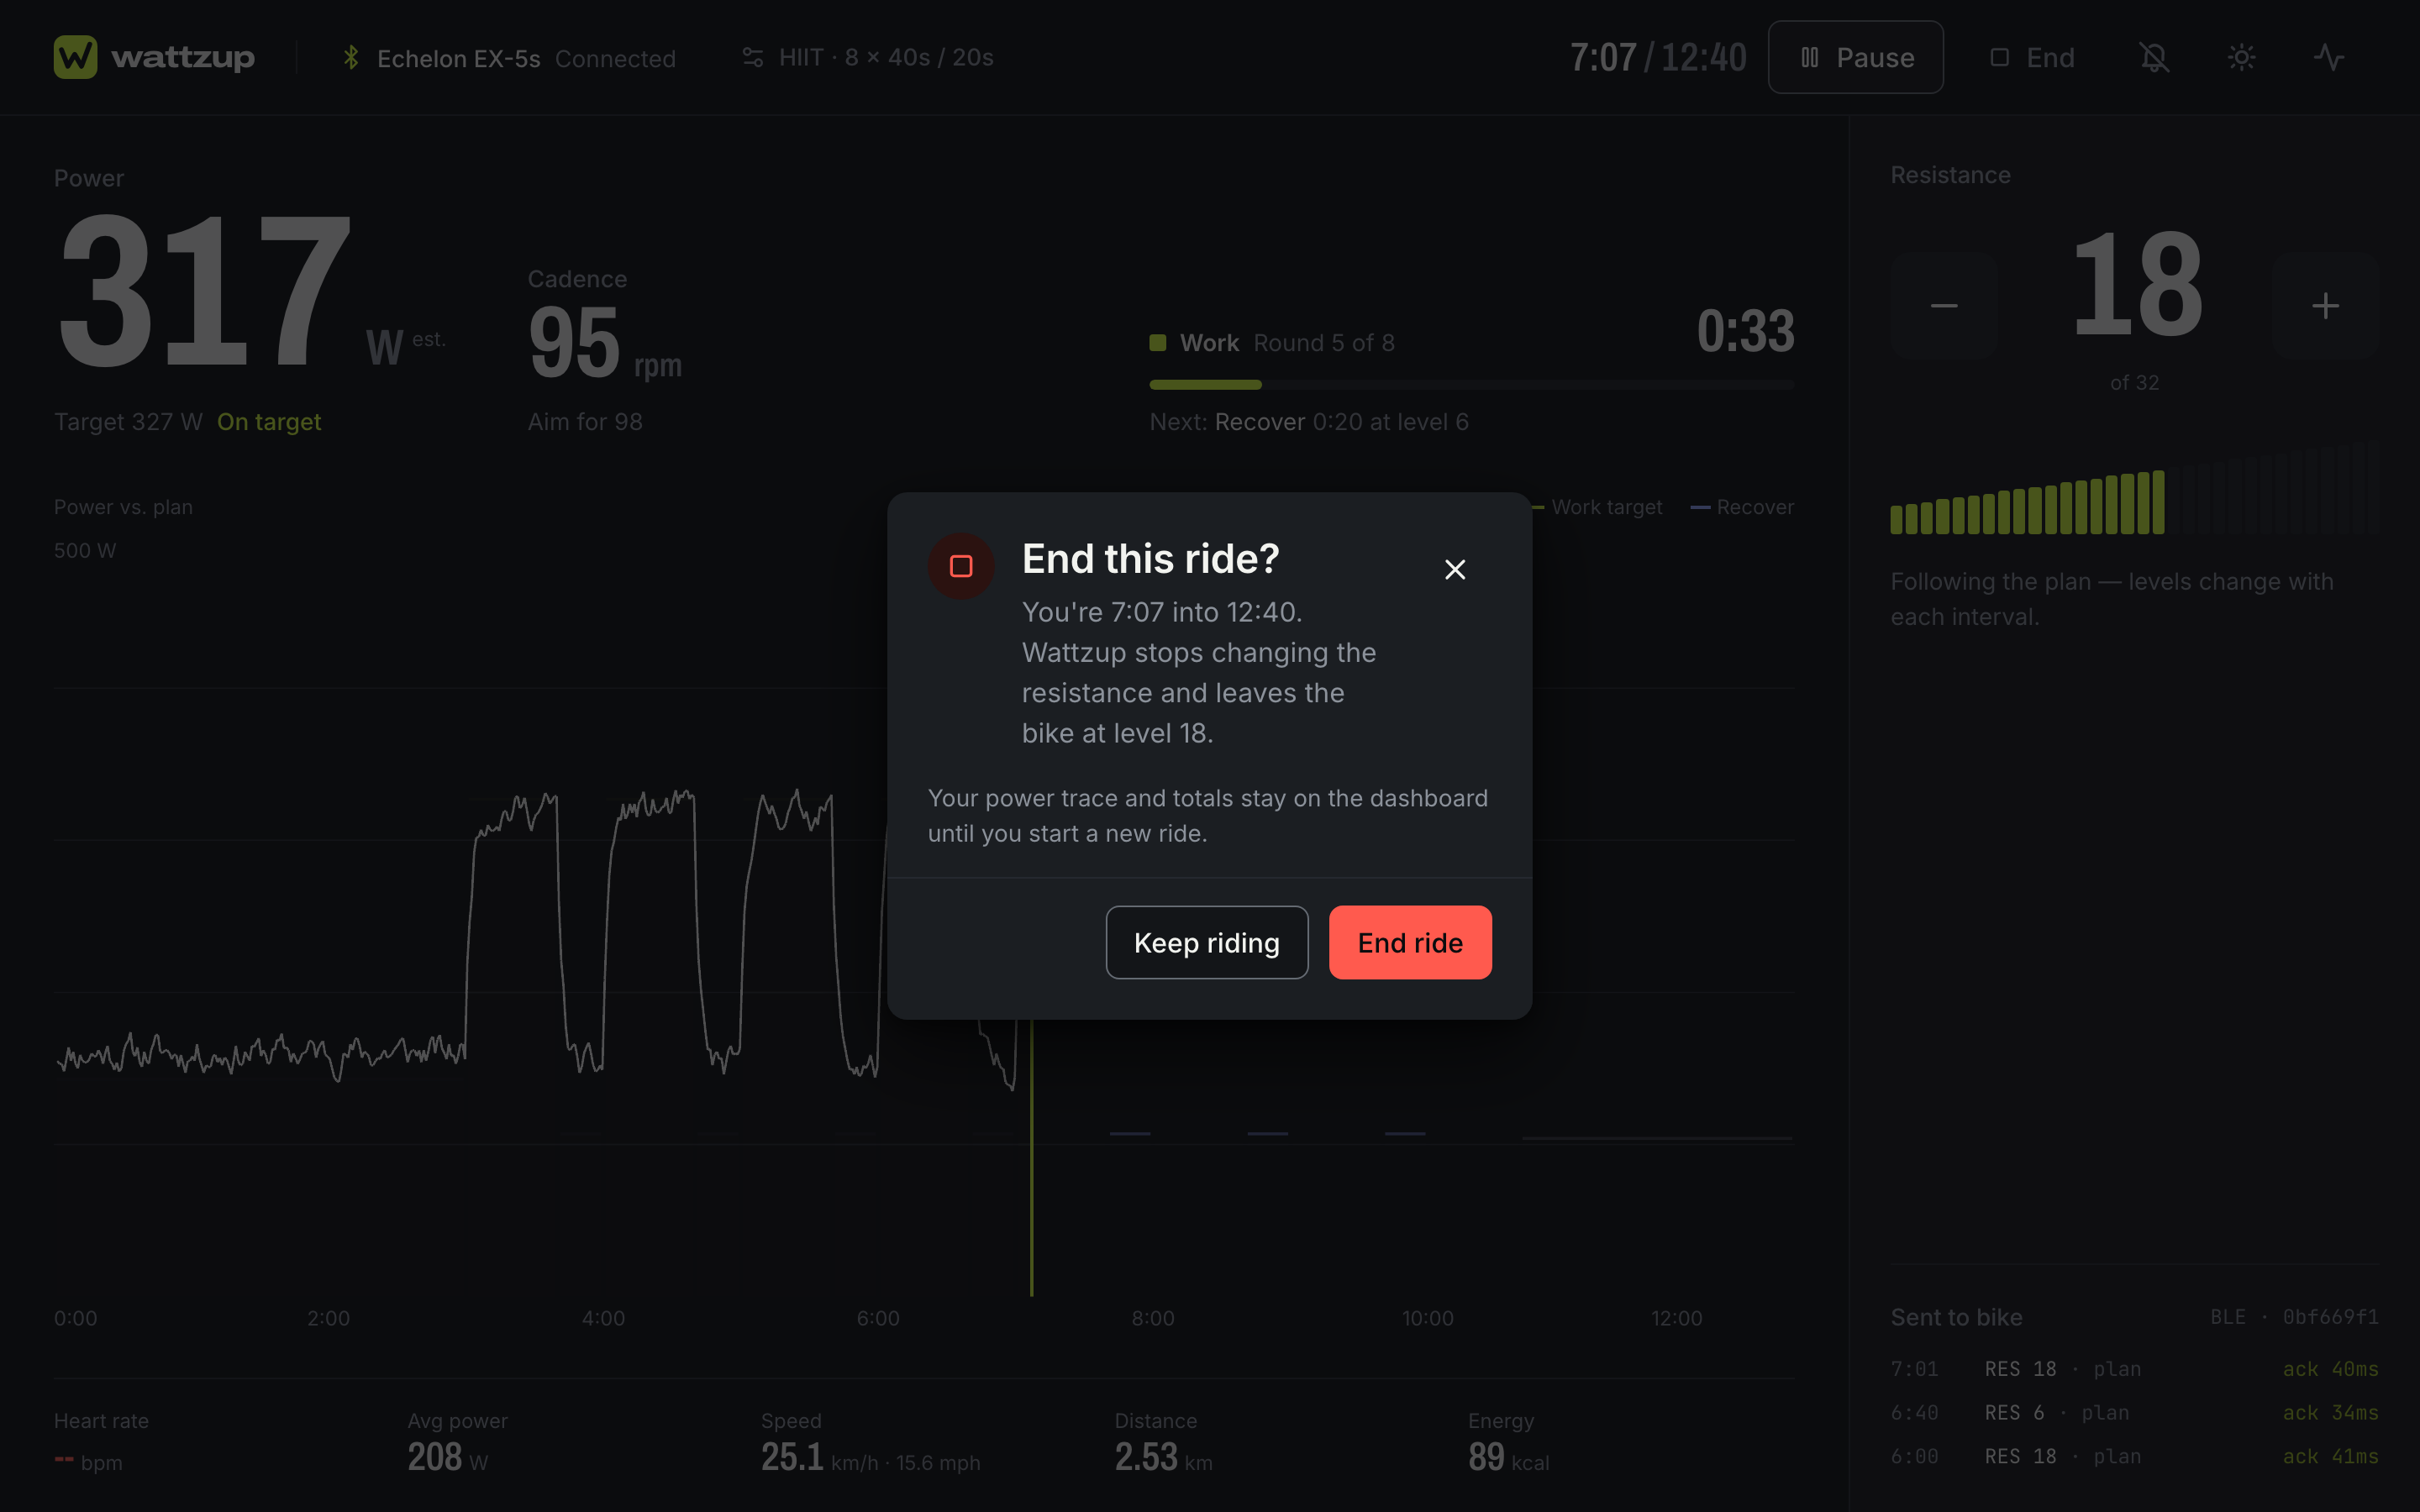 wattzup
Echelon EX-5s Connected
HIIT · 8 × 40s / 20s
7:07 / 12:40
Pause
End
Power
317 W est.
Target 327 W On target
Cadence
95 rpm
Aim for 98
Work Round 5 of 8
0:33
Next: Recover 0:20 at level 6
Resistance
−
18
+
of 32
Following the plan — levels change with
each interval.
Power vs. plan
500 W
Work target
Recover
End this ride?
You're 7:07 into 12:40.
Wattzup stops changing the
resistance and leaves the
bike at level 18.
Your power trace and totals stay on the dashboard
until you start a new ride.
Keep riding
End ride
0:00 2:00 4:00 6:00 8:00 10:00 12:00
Heart rate
-- bpm
Avg power
208 W
Speed
25.1 km/h · 15.6 mph
Distance
2.53 km
Energy
89 kcal
Sent to bike BLE · 0bf669f1
7:01 RES 18 · plan ack 40ms
6:40 RES 6 · plan ack 34ms
6:00 RES 18 · plan ack 41ms